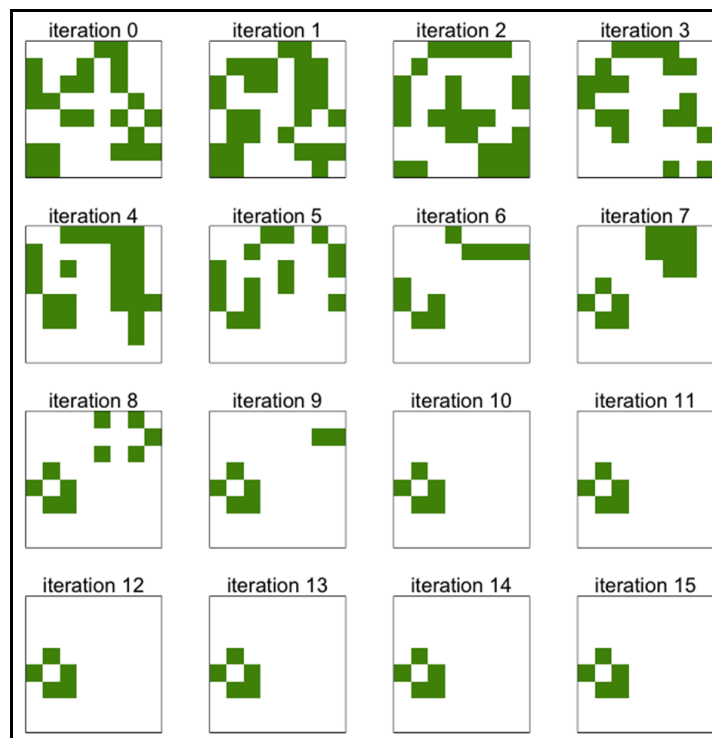 iteration 0
iteration 1
iteration 2
iteration 3
iteration 4
iteration 5
iteration 6
iteration 7
iteration 8
iteration 9
iteration 10
iteration 11
iteration 12
iteration 13
iteration 14
iteration 15